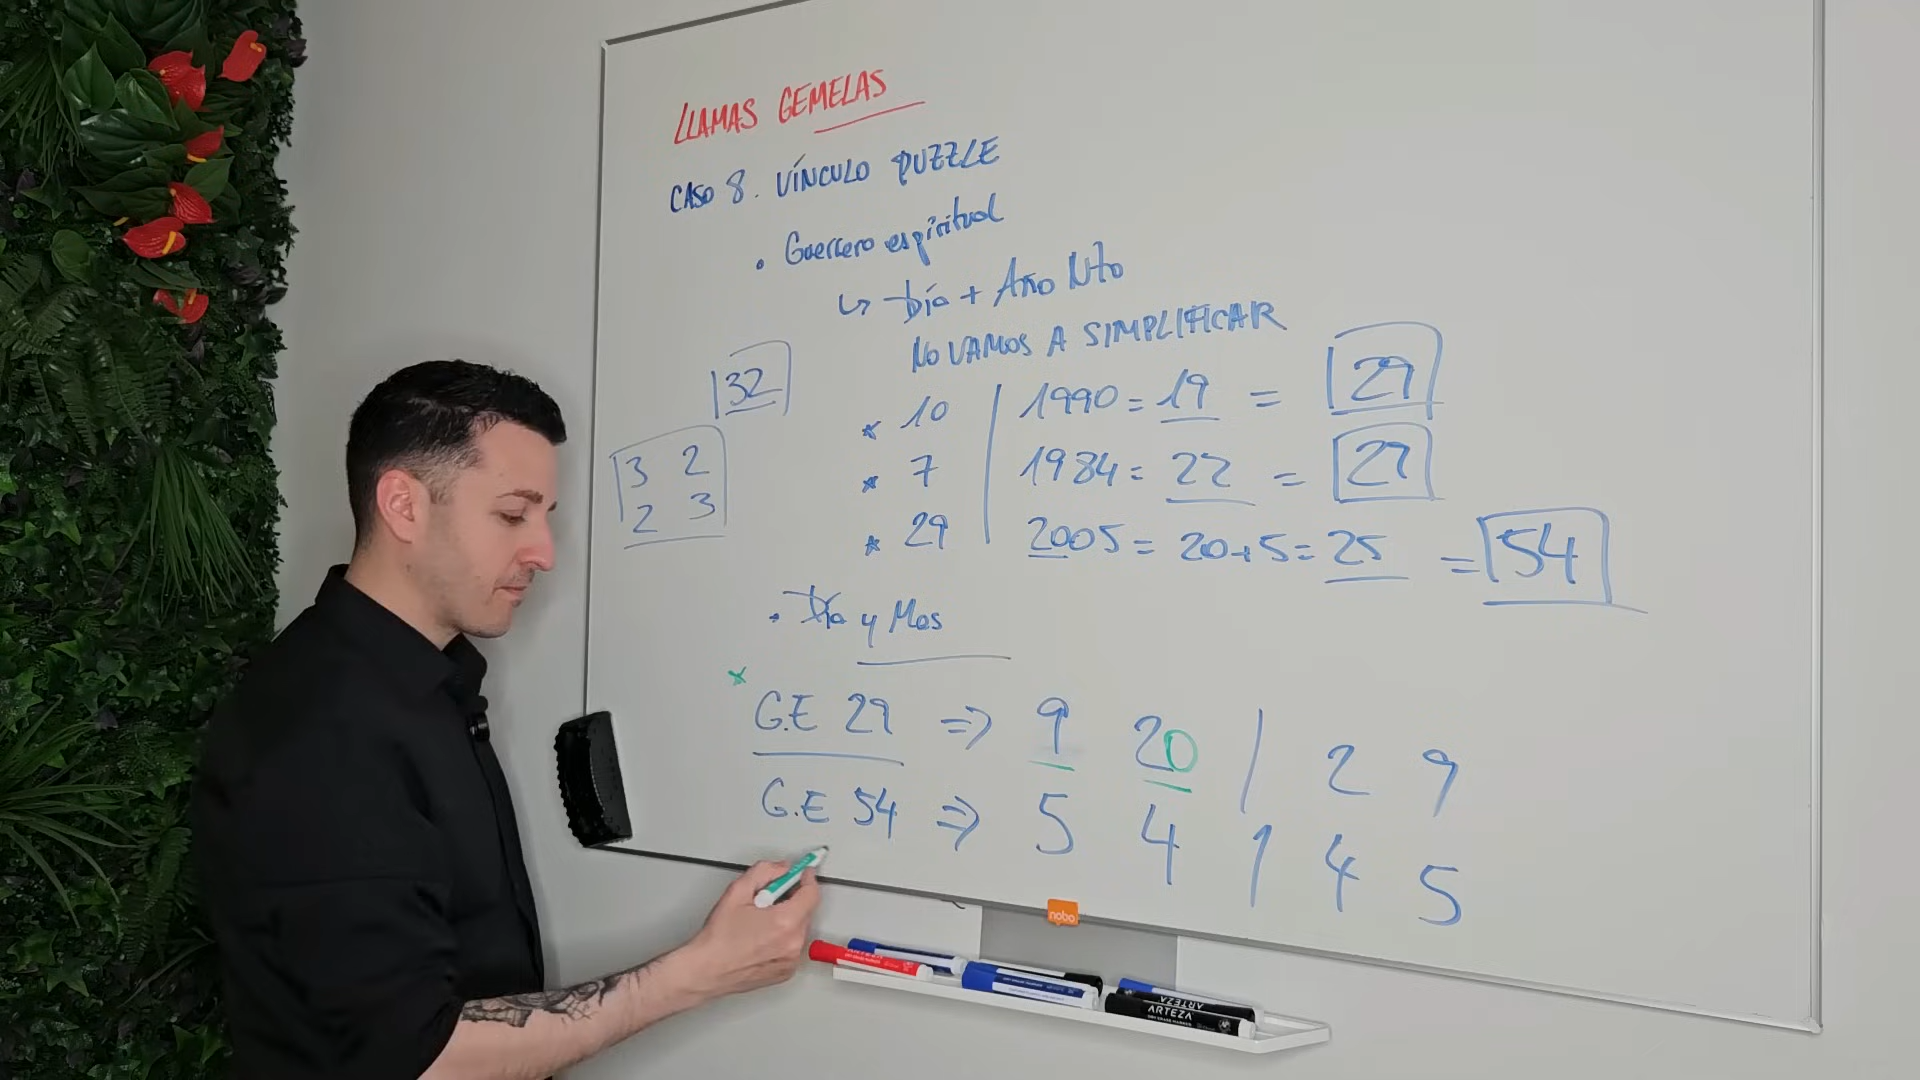 LLAMAS GEMELAS
CASO 8. VÍNCULO PUZZLE
• Guerrero espiritual
↳ Día + Año Nto
NO VAMOS A SIMPLIFICAR
32
3 2
2 3
* 10 | 1990 = 19 = 29
* 7 | 1984 = 22 = 29
* 29 | 2005 = 20+5 = 25 = 54
• Día y Mes
x
G.E 29 => 9 20 | 2 9
G.E 54 => 5 4 | 4 5
nobo
ARTEZA
ARTEZA